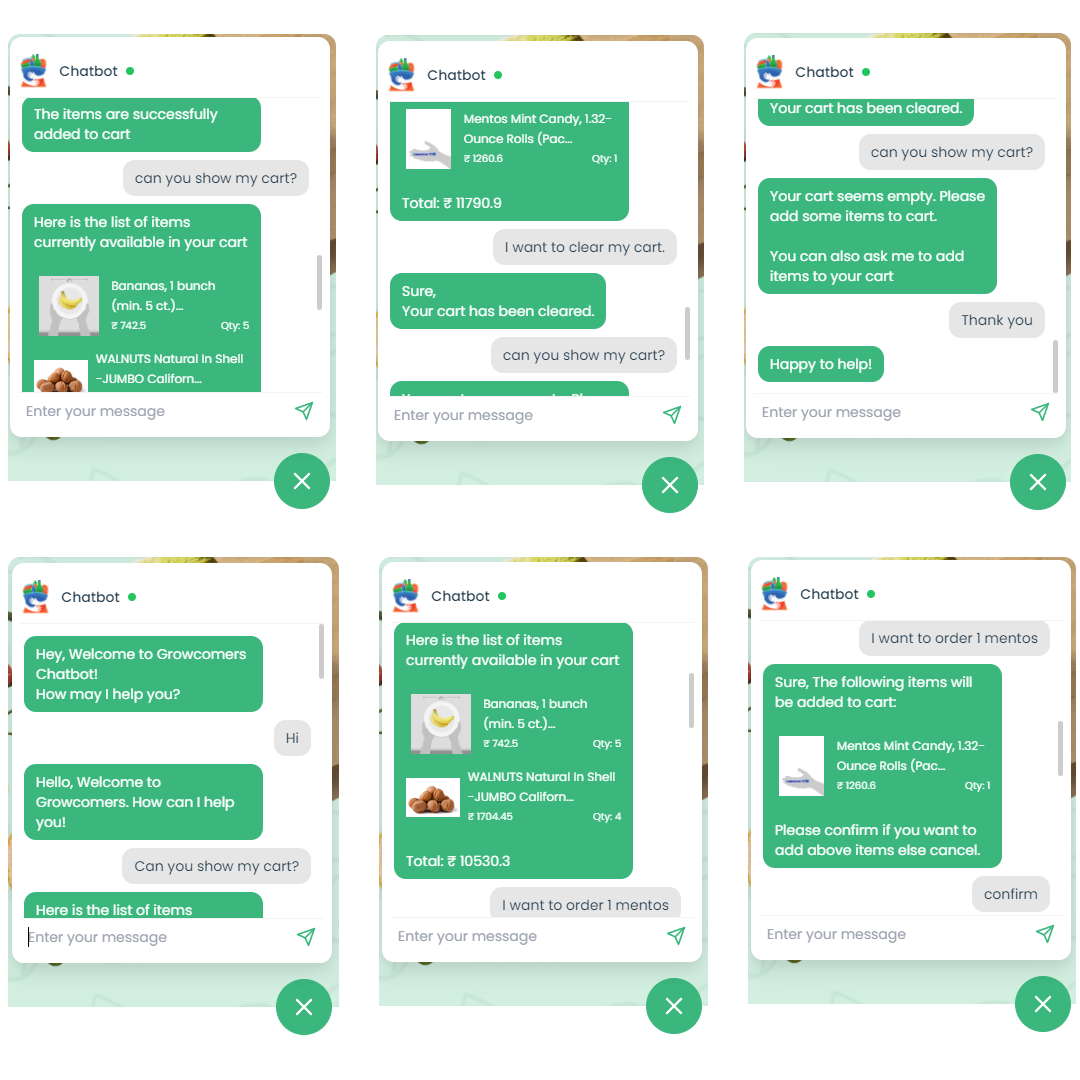 Chatbot
The items are successfully
added to cart
can you show my cart?
Here is the list of items
currently available in your cart
Bananas, 1 bunch
(min. 5 ct.)...
₹ 742.5 Qty: 5
WALNUTS Natural In Shell
-JUMBO Californ...
Enter your message
Chatbot
Mentos Mint Candy, 1.32-
Ounce Rolls (Pac...
₹ 1260.6 Qty: 1
Total: ₹ 11790.9
I want to clear my cart.
Sure,
Your cart has been cleared.
can you show my cart?
Enter your message
Chatbot
Your cart has been cleared.
can you show my cart?
Your cart seems empty. Please
add some items to cart.
You can also ask me to add
items to your cart
Thank you
Happy to help!
Enter your message
Chatbot
Hey, Welcome to Growcomers
Chatbot!
How may I help you?
Hi
Hello, Welcome to
Growcomers. How can I help
you!
Can you show my cart?
Here is the list of items
Enter your message
Chatbot
Here is the list of items
currently available in your cart
Bananas, 1 bunch
(min. 5 ct.)...
₹ 742.5 Qty: 5
WALNUTS Natural In Shell
-JUMBO Californ...
₹ 1704.45 Qty: 4
Total: ₹ 10530.3
I want to order 1 mentos
Enter your message
Chatbot
I want to order 1 mentos
Sure, The following items will
be added to cart:
Mentos Mint Candy, 1.32-
Ounce Rolls (Pac...
₹ 1260.6 Qty: 1
Please confirm if you want to
add above items else cancel.
confirm
Enter your message